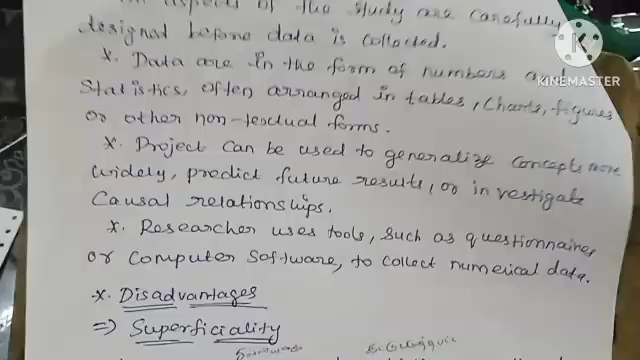 aspects of the study are carefully
designed before data is collected.
*. Data are in the form of numbers and
Statistics, often arranged in tables, charts, figures
or other non-textual forms.
*. Project can be used to generalize concepts more
widely, predict future results, or investigate
Causal relationships.
*. Researcher uses tools, such as questionnaires
or Computer Software, to collect numerical data.
*. Disadvantages
=> Superficiality
KINEMASTER